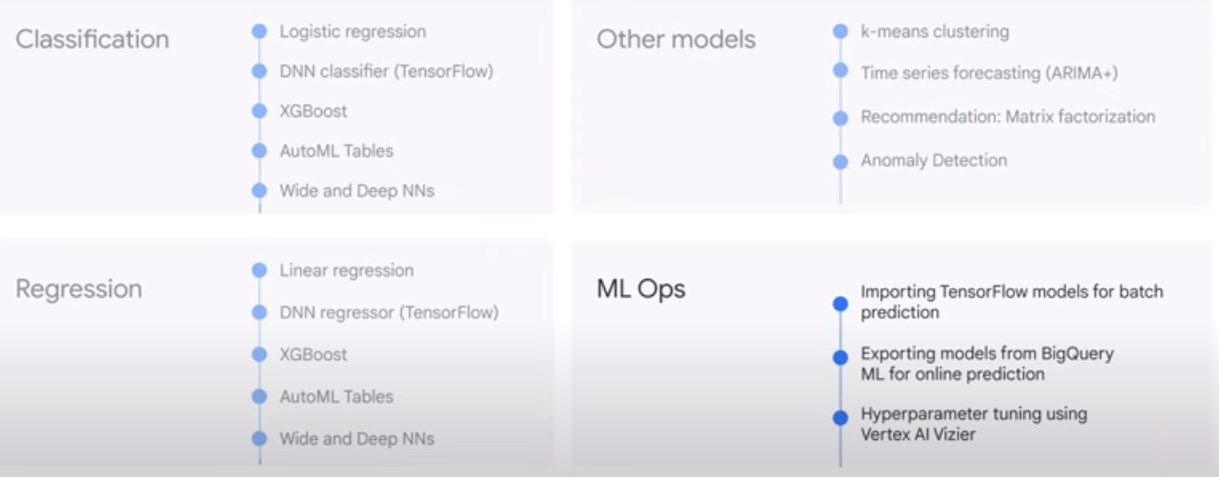 Classification
Logistic regression
DNN classifier (TensorFlow)
XGBoost
AutoML Tables
Wide and Deep NNs
Other models
k-means clustering
Time series forecasting (ARIMA+)
Recommendation: Matrix factorization
Anomaly Detection
Regression
Linear regression
DNN regressor (TensorFlow)
XGBoost
AutoML Tables
Wide and Deep NNs
ML Ops
Importing TensorFlow models for batch
prediction
Exporting models from BigQuery
ML for online prediction
Hyperparameter tuning using
Vertex AI Vizier